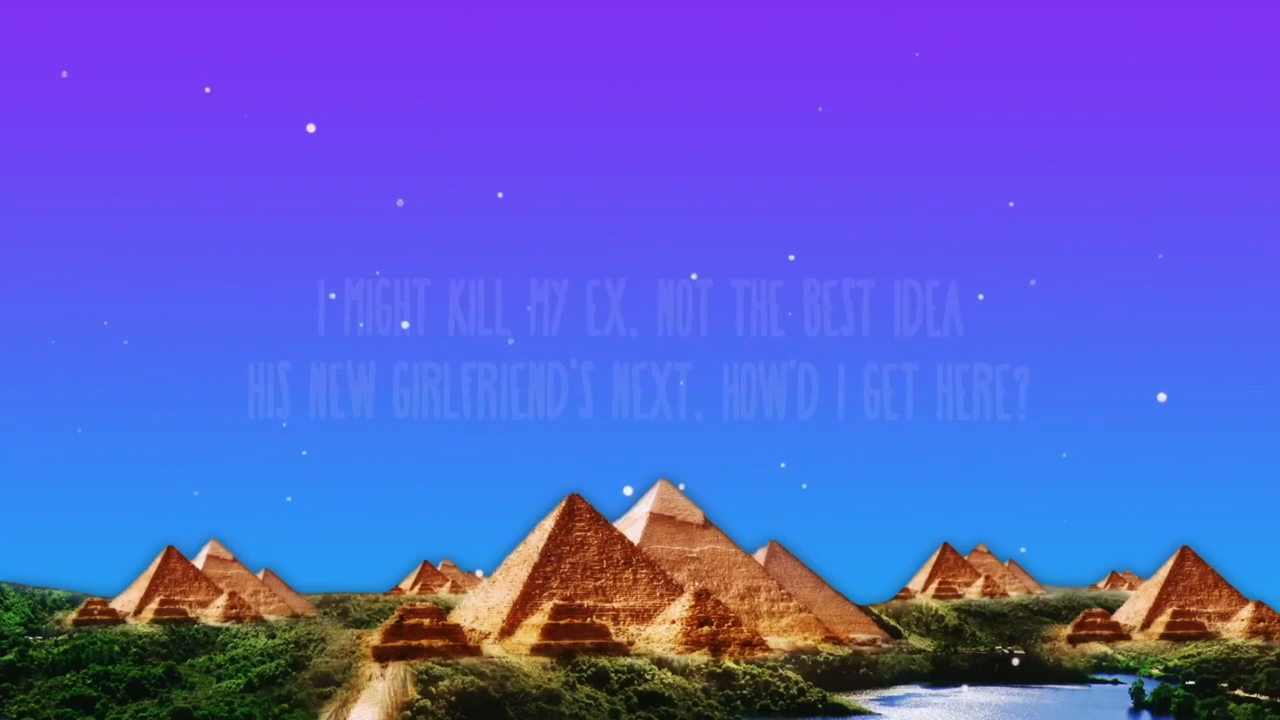 I MIGHT KILL MY EX, NOT THE BEST IDEA
HIS NEW GIRLFRIEND'S NEXT, HOW'D I GET HERE?